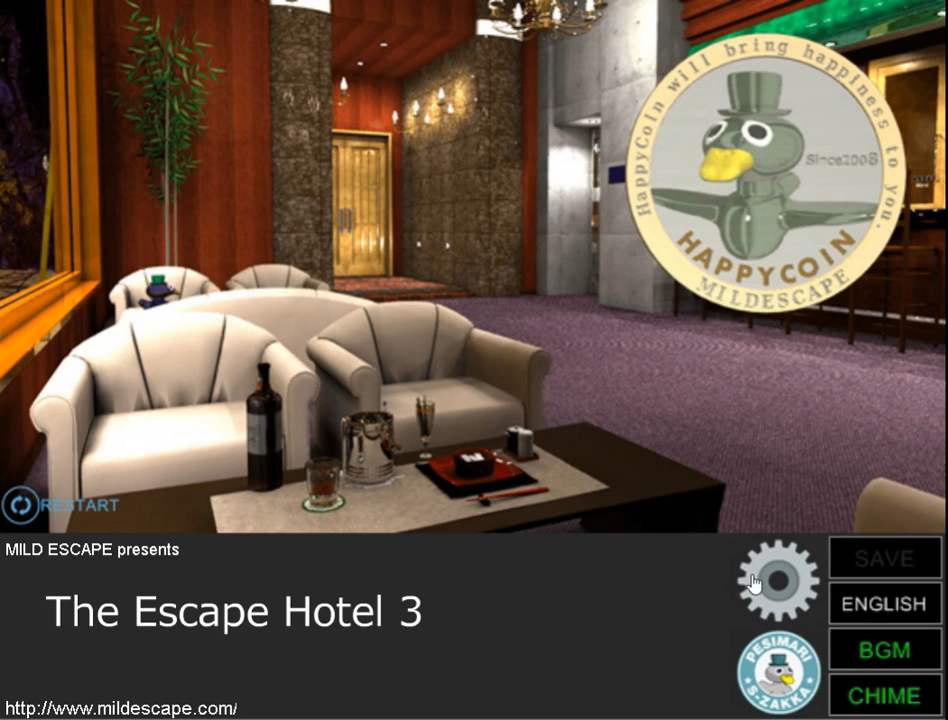 HappyCoin will bring happiness to you.
Since2008
HAPPYCOIN
MILDESCAPE
RESTART
MILD ESCAPE presents
The Escape Hotel 3
http://www.mildescape.com/
SAVE
ENGLISH
BGM
CHIME
PESIMARI
S-ZAKKA